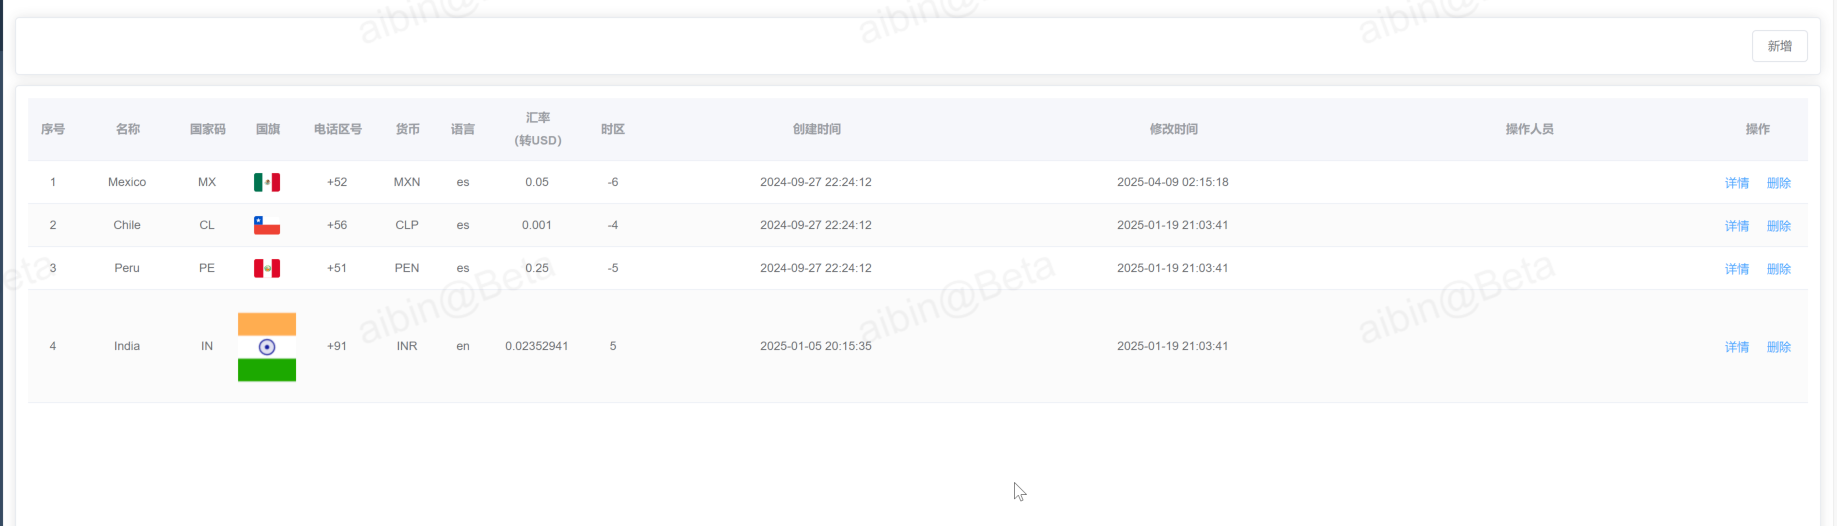 新增
序号 名称 国家码 国旗 电话区号 货币 语言 汇率 (转USD) 时区 创建时间 修改时间 操作人员 操作
1 Mexico MX +52 MXN es 0.05 -6 2024-09-27 22:24:12 2025-04-09 02:15:18 详情 删除
2 Chile CL +56 CLP es 0.001 -4 2024-09-27 22:24:12 2025-01-19 21:03:41 详情 删除
3 Peru PE +51 PEN es 0.25 -5 2024-09-27 22:24:12 2025-01-19 21:03:41 详情 删除
4 India IN +91 INR en 0.02352941 5 2025-01-05 20:15:35 2025-01-19 21:03:41 详情 删除
aibin@
aibin@
aibin@
eta
aibin@Beta
aibin@Beta
aibin@Beta